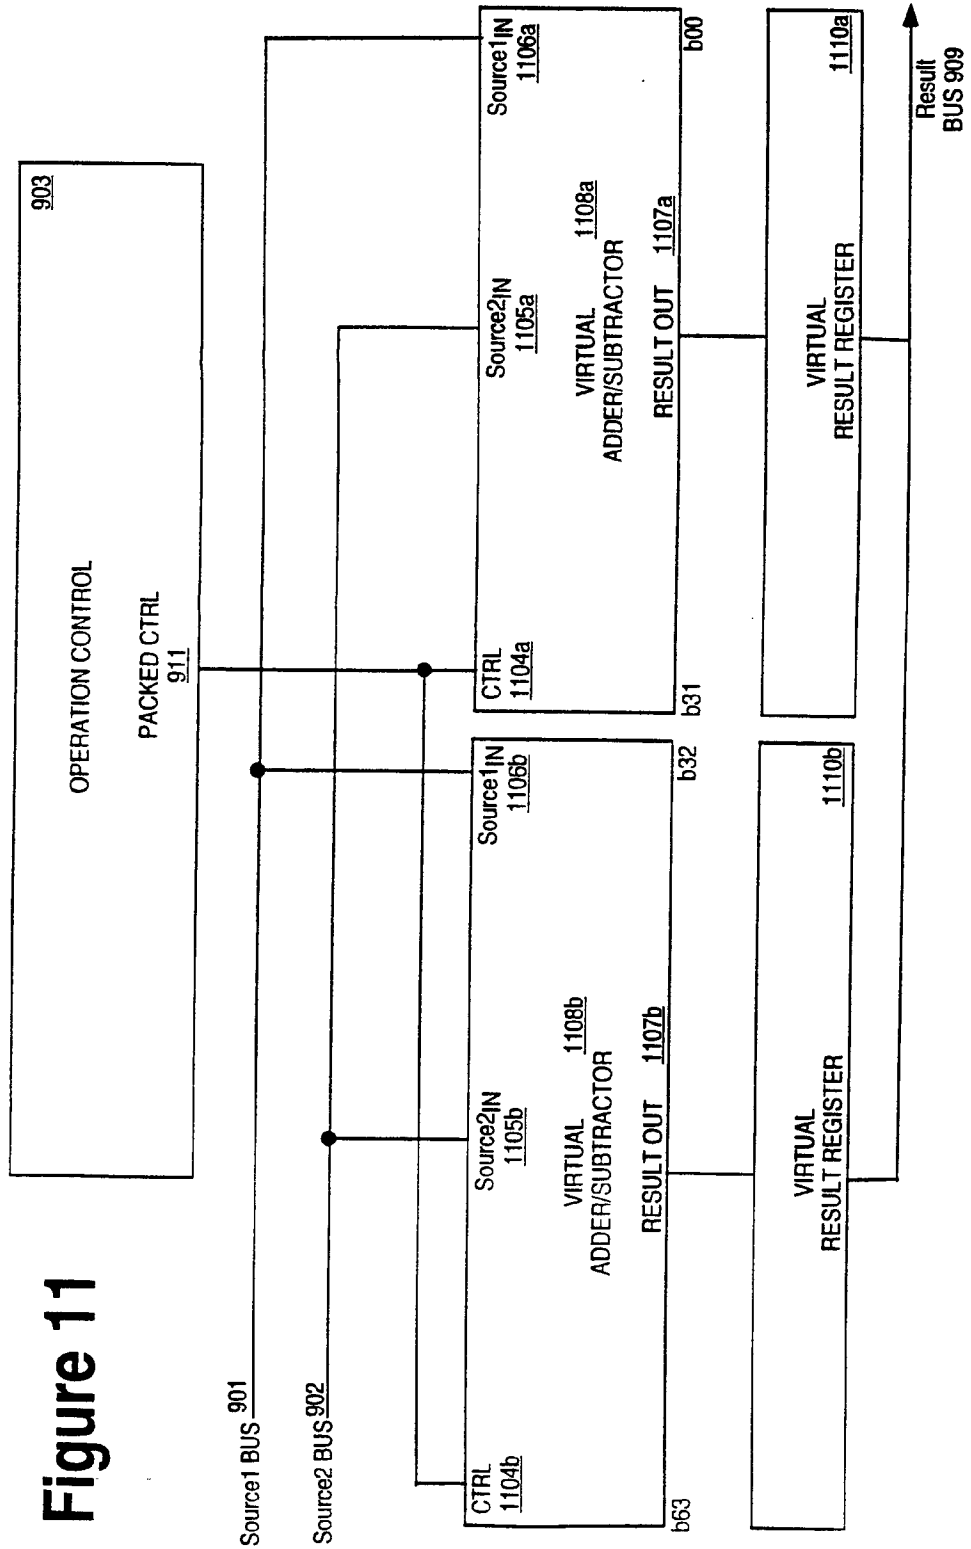 Figure 11
OPERATION CONTROL
903
PACKED CTRL
911
Source1 BUS 901
Source2 BUS 902
CTRL
1104b
Source2IN
1105b
Source1IN
1106b
VIRTUAL
ADDER/SUBTRACTOR
1108b
RESULT OUT 1107b
b63
b32
CTRL
1104a
Source2IN
1105a
Source1IN
1106a
VIRTUAL
ADDER/SUBTRACTOR
1108a
RESULT OUT 1107a
b31
b00
VIRTUAL
RESULT REGISTER
1110b
VIRTUAL
RESULT REGISTER
1110a
Result
BUS 909